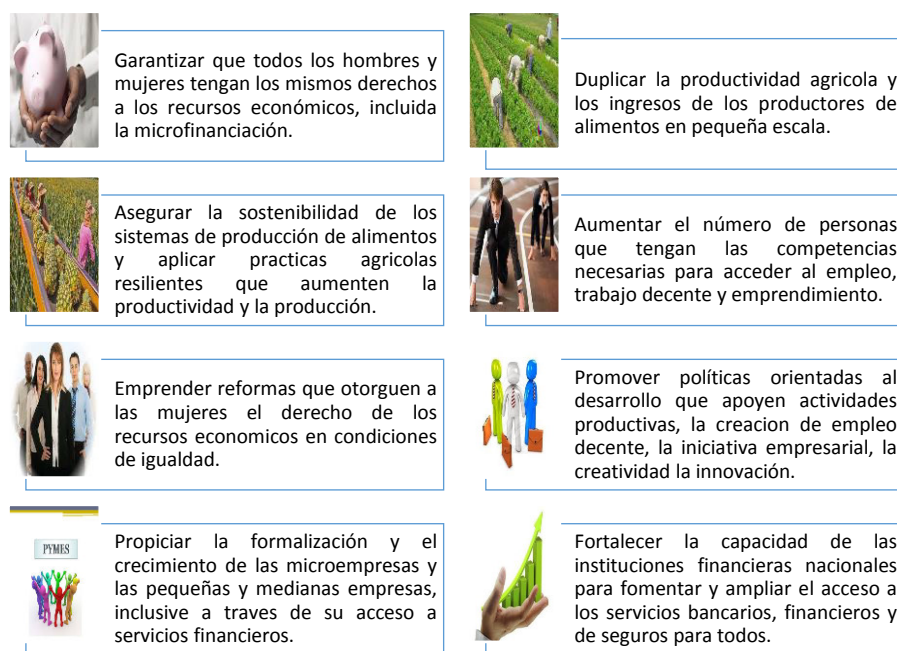 Garantizar que todos los hombres y
mujeres tengan los mismos derechos
a los recursos económicos, incluida
la microfinanciación.
Duplicar la productividad agricola y
los ingresos de los productores de
alimentos en pequeña escala.
Asegurar la sostenibilidad de los
sistemas de producción de alimentos
y aplicar practicas agricolas
resilientes que aumenten la
productividad y la producción.
Aumentar el número de personas
que tengan las competencias
necesarias para acceder al empleo,
trabajo decente y emprendimiento.
Emprender reformas que otorguen a
las mujeres el derecho de los
recursos economicos en condiciones
de igualdad.
Promover políticas orientadas al
desarrollo que apoyen actividades
productivas, la creacion de empleo
decente, la iniciativa empresarial, la
creatividad la innovación.
PYMES
Propiciar la formalización y el
crecimiento de las microempresas y
las pequeñas y medianas empresas,
inclusive a traves de su acceso a
servicios financieros.
Fortalecer la capacidad de las
instituciones financieras nacionales
para fomentar y ampliar el acceso a
los servicios bancarios, financieros y
de seguros para todos.